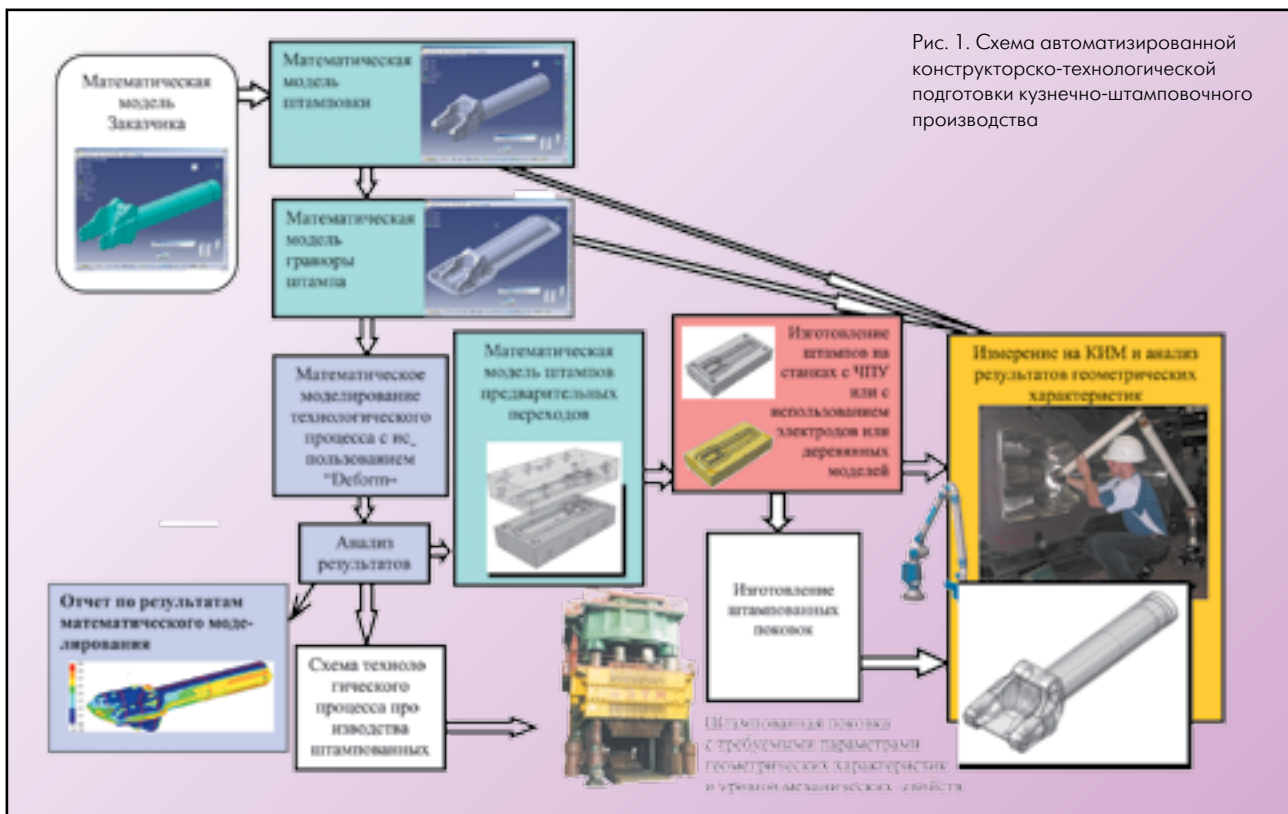 Рис. 1. Схема автоматизированной
конструкторско-технологической
подготовки кузнечно-штамповочного
производства
Математическая
модель
Заказчика
Математическая
модель
штамповки
Математическая
модель
гравюры
штампа
Математическое
моделирование
технологического
процесса с ис_
пользованием
"Deform¬
Анализ
результатов
Отчет по результатам
математического моде-
лирования
Схема техноло
гического
процесса про
изводства
штампованных
Математическая
модель штампов
предварительных
переходов
Изготовление
штампов на
станках с ЧПУ
или с
использованием
электродов или
деревянных
моделей
Изготовление
штампованных
поковок
Измерение на КИМ и анализ
результатов геометрических
характеристик
Штампованная поковка
с требуемыми параметрами
геометрических характеристик
и уровня механических свойств